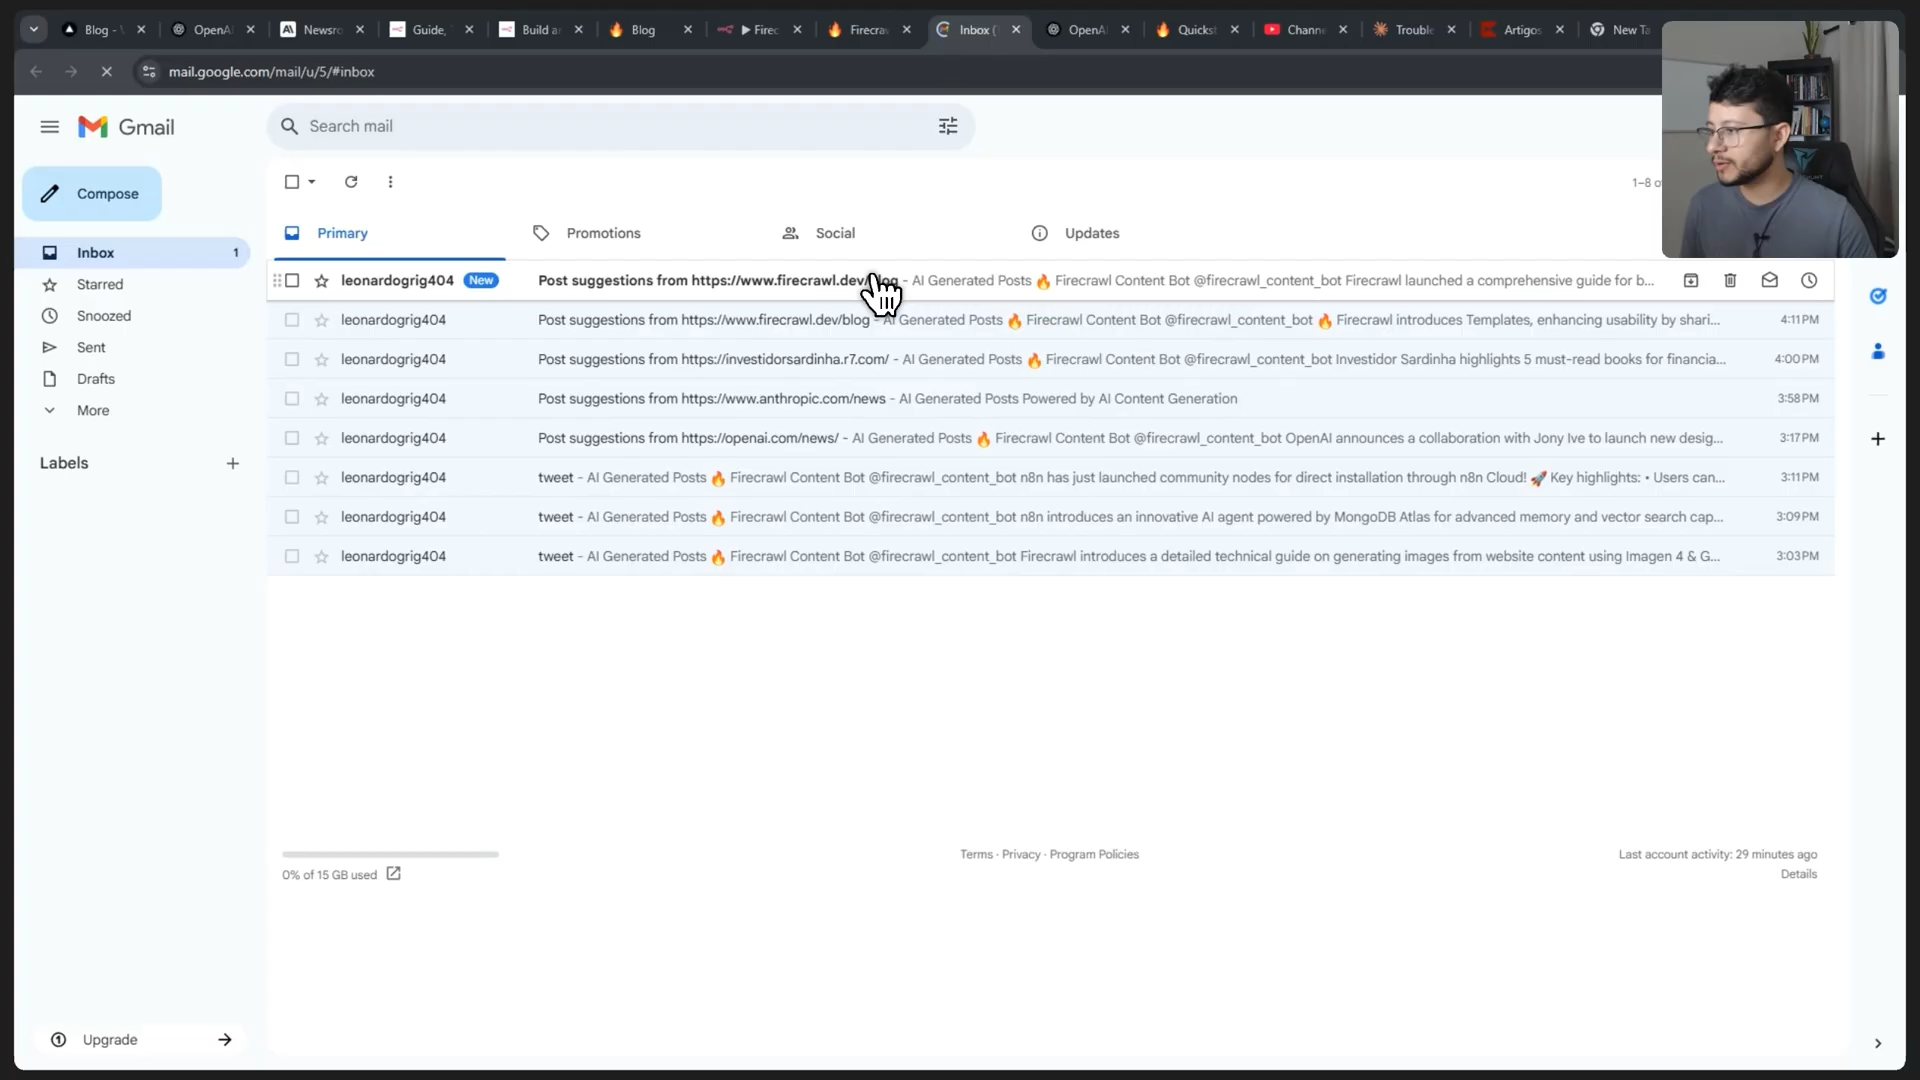 Blog -
OpenAI
Newsro
Guide,
Build a
Blog
Firec
Firecraw
Inbox (
OpenAI
Quickst
Channe
Trouble
Artigos
New Ta
mail.google.com/mail/u/5/#inbox
Gmail
Search mail
Compose
1–8 o
Primary
Promotions
Social
Updates
Inbox 1
Starred
Snoozed
Sent
Drafts
More
Labels
leonardogrig404 New Post suggestions from https://www.firecrawl.dev/blog - AI Generated Posts 🔥 Firecrawl Content Bot @firecrawl_content_bot Firecrawl launched a comprehensive guide for b...
leonardogrig404 Post suggestions from https://www.firecrawl.dev/blog - AI Generated Posts 🔥 Firecrawl Content Bot @firecrawl_content_bot 🔥 Firecrawl introduces Templates, enhancing usability by shari... 4:11 PM
leonardogrig404 Post suggestions from https://investidorsardinha.r7.com/ - AI Generated Posts 🔥 Firecrawl Content Bot @firecrawl_content_bot Investidor Sardinha highlights 5 must-read books for financia... 4:00 PM
leonardogrig404 Post suggestions from https://www.anthropic.com/news - AI Generated Posts Powered by AI Content Generation 3:58 PM
leonardogrig404 Post suggestions from https://openai.com/news/ - AI Generated Posts 🔥 Firecrawl Content Bot @firecrawl_content_bot OpenAI announces a collaboration with Jony Ive to launch new desig... 3:17 PM
leonardogrig404 tweet - AI Generated Posts 🔥 Firecrawl Content Bot @firecrawl_content_bot n8n has just launched community nodes for direct installation through n8n Cloud! 🚀 Key highlights: • Users can... 3:11 PM
leonardogrig404 tweet - AI Generated Posts 🔥 Firecrawl Content Bot @firecrawl_content_bot n8n introduces an innovative AI agent powered by MongoDB Atlas for advanced memory and vector search cap... 3:09 PM
leonardogrig404 tweet - AI Generated Posts 🔥 Firecrawl Content Bot @firecrawl_content_bot Firecrawl introduces a detailed technical guide on generating images from website content using Imagen 4 & G... 3:03 PM
0% of 15 GB used
Terms · Privacy · Program Policies
Last account activity: 29 minutes ago
Details
Upgrade